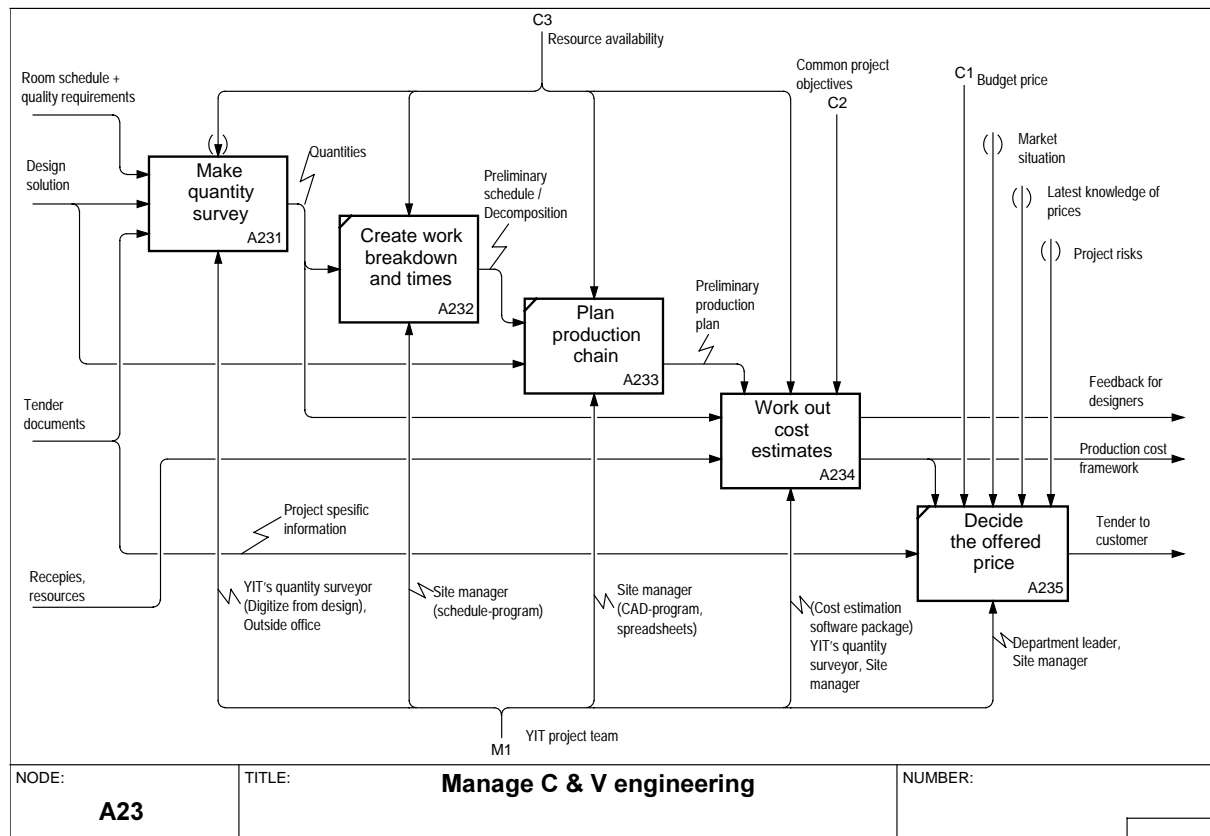 C3
Resource availability
Room schedule +
quality requirements
Common project
objectives
C2
C1
Budget price
Market
situation
Latest knowledge of
prices
Project risks
Design
solution
( )
Make
quantity
survey
A231
Quantities
Preliminary
schedule /
Decomposition
Create work
breakdown
and times
A232
Plan
production
chain
A233
Preliminary
production
plan
Tender
documents
Work out
cost
estimates
A234
Feedback for
designers
Production cost
framework
Project spesific
information
Decide
the offered
price
A235
Tender to
customer
Recepies,
resources
YIT's quantity surveyor
(Digitize from design),
Outside office
Site manager
(schedule-program)
Site manager
(CAD-program,
spreadsheets)
(Cost estimation
software package)
YIT's quantity
surveyor, Site
manager
Department leader,
Site manager
M1
YIT project team
NODE:
A23
TITLE:
Manage C & V engineering
NUMBER: